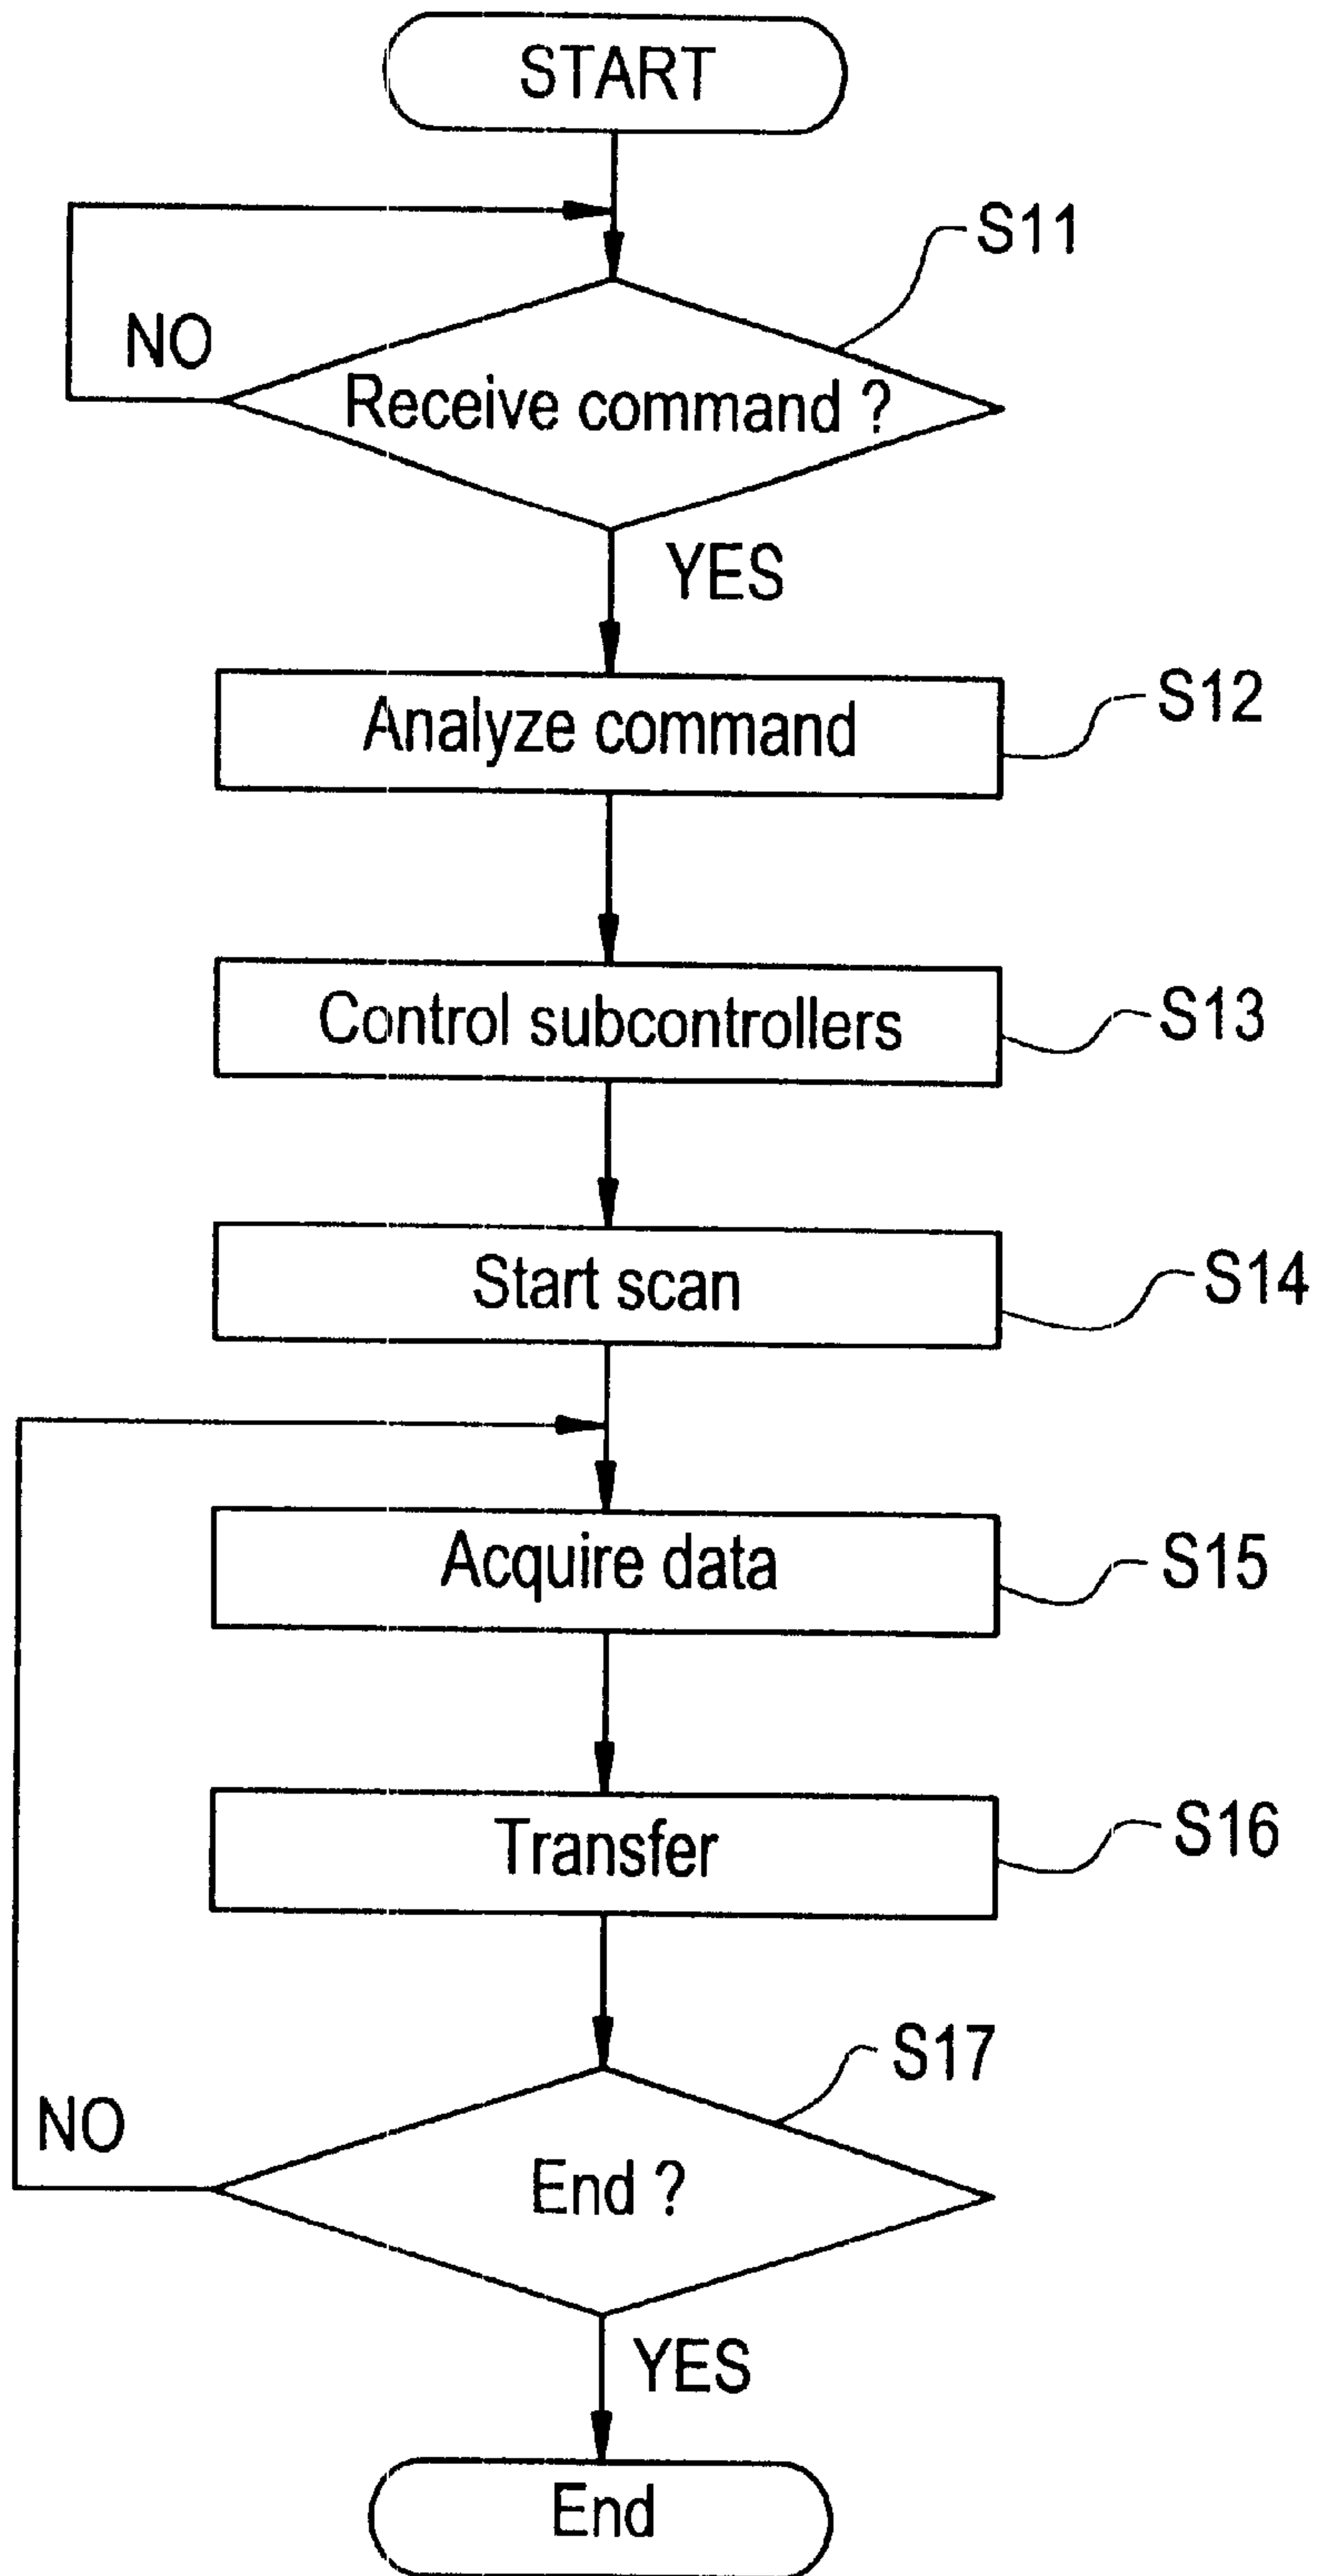 START
S11
NO
Receive command ?
YES
Analyze command
S12
Control subcontrollers
S13
Start scan
S14
Acquire data
S15
Transfer
S16
S17
NO
End ?
YES
End